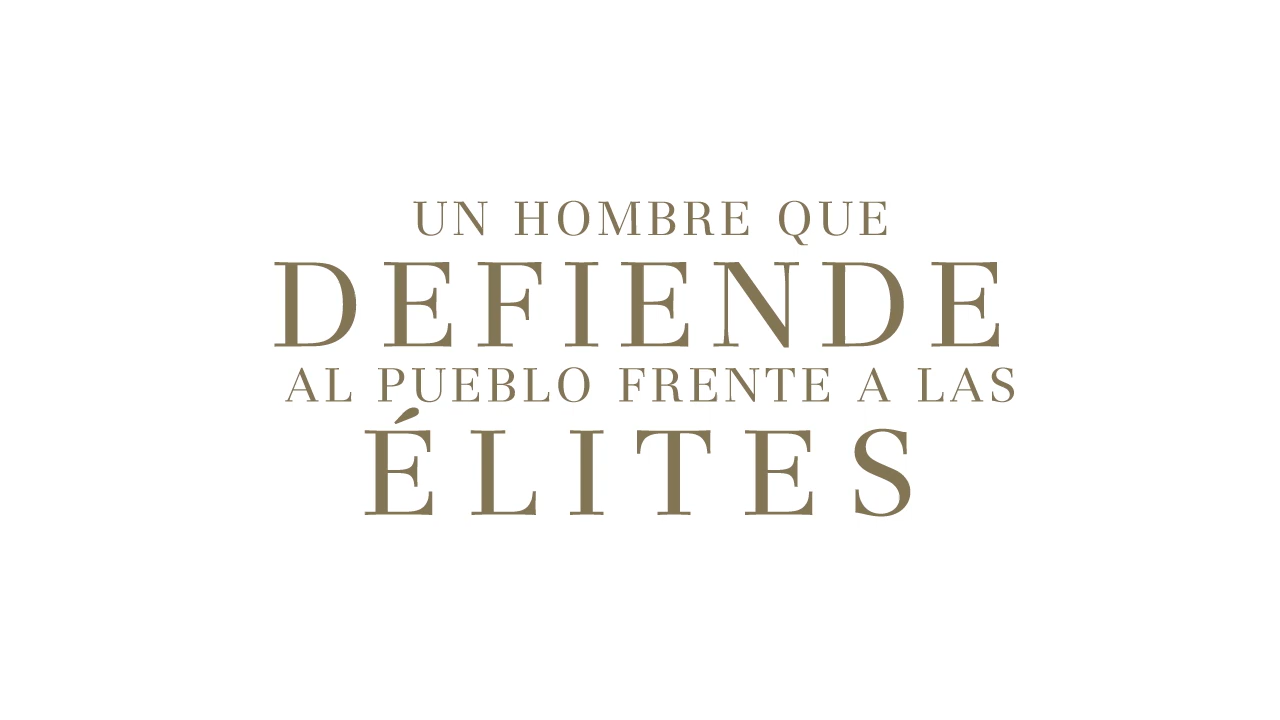 UN HOMBRE QUE
DEFIENDE
AL PUEBLO FRENTE A LAS
ÉLITES